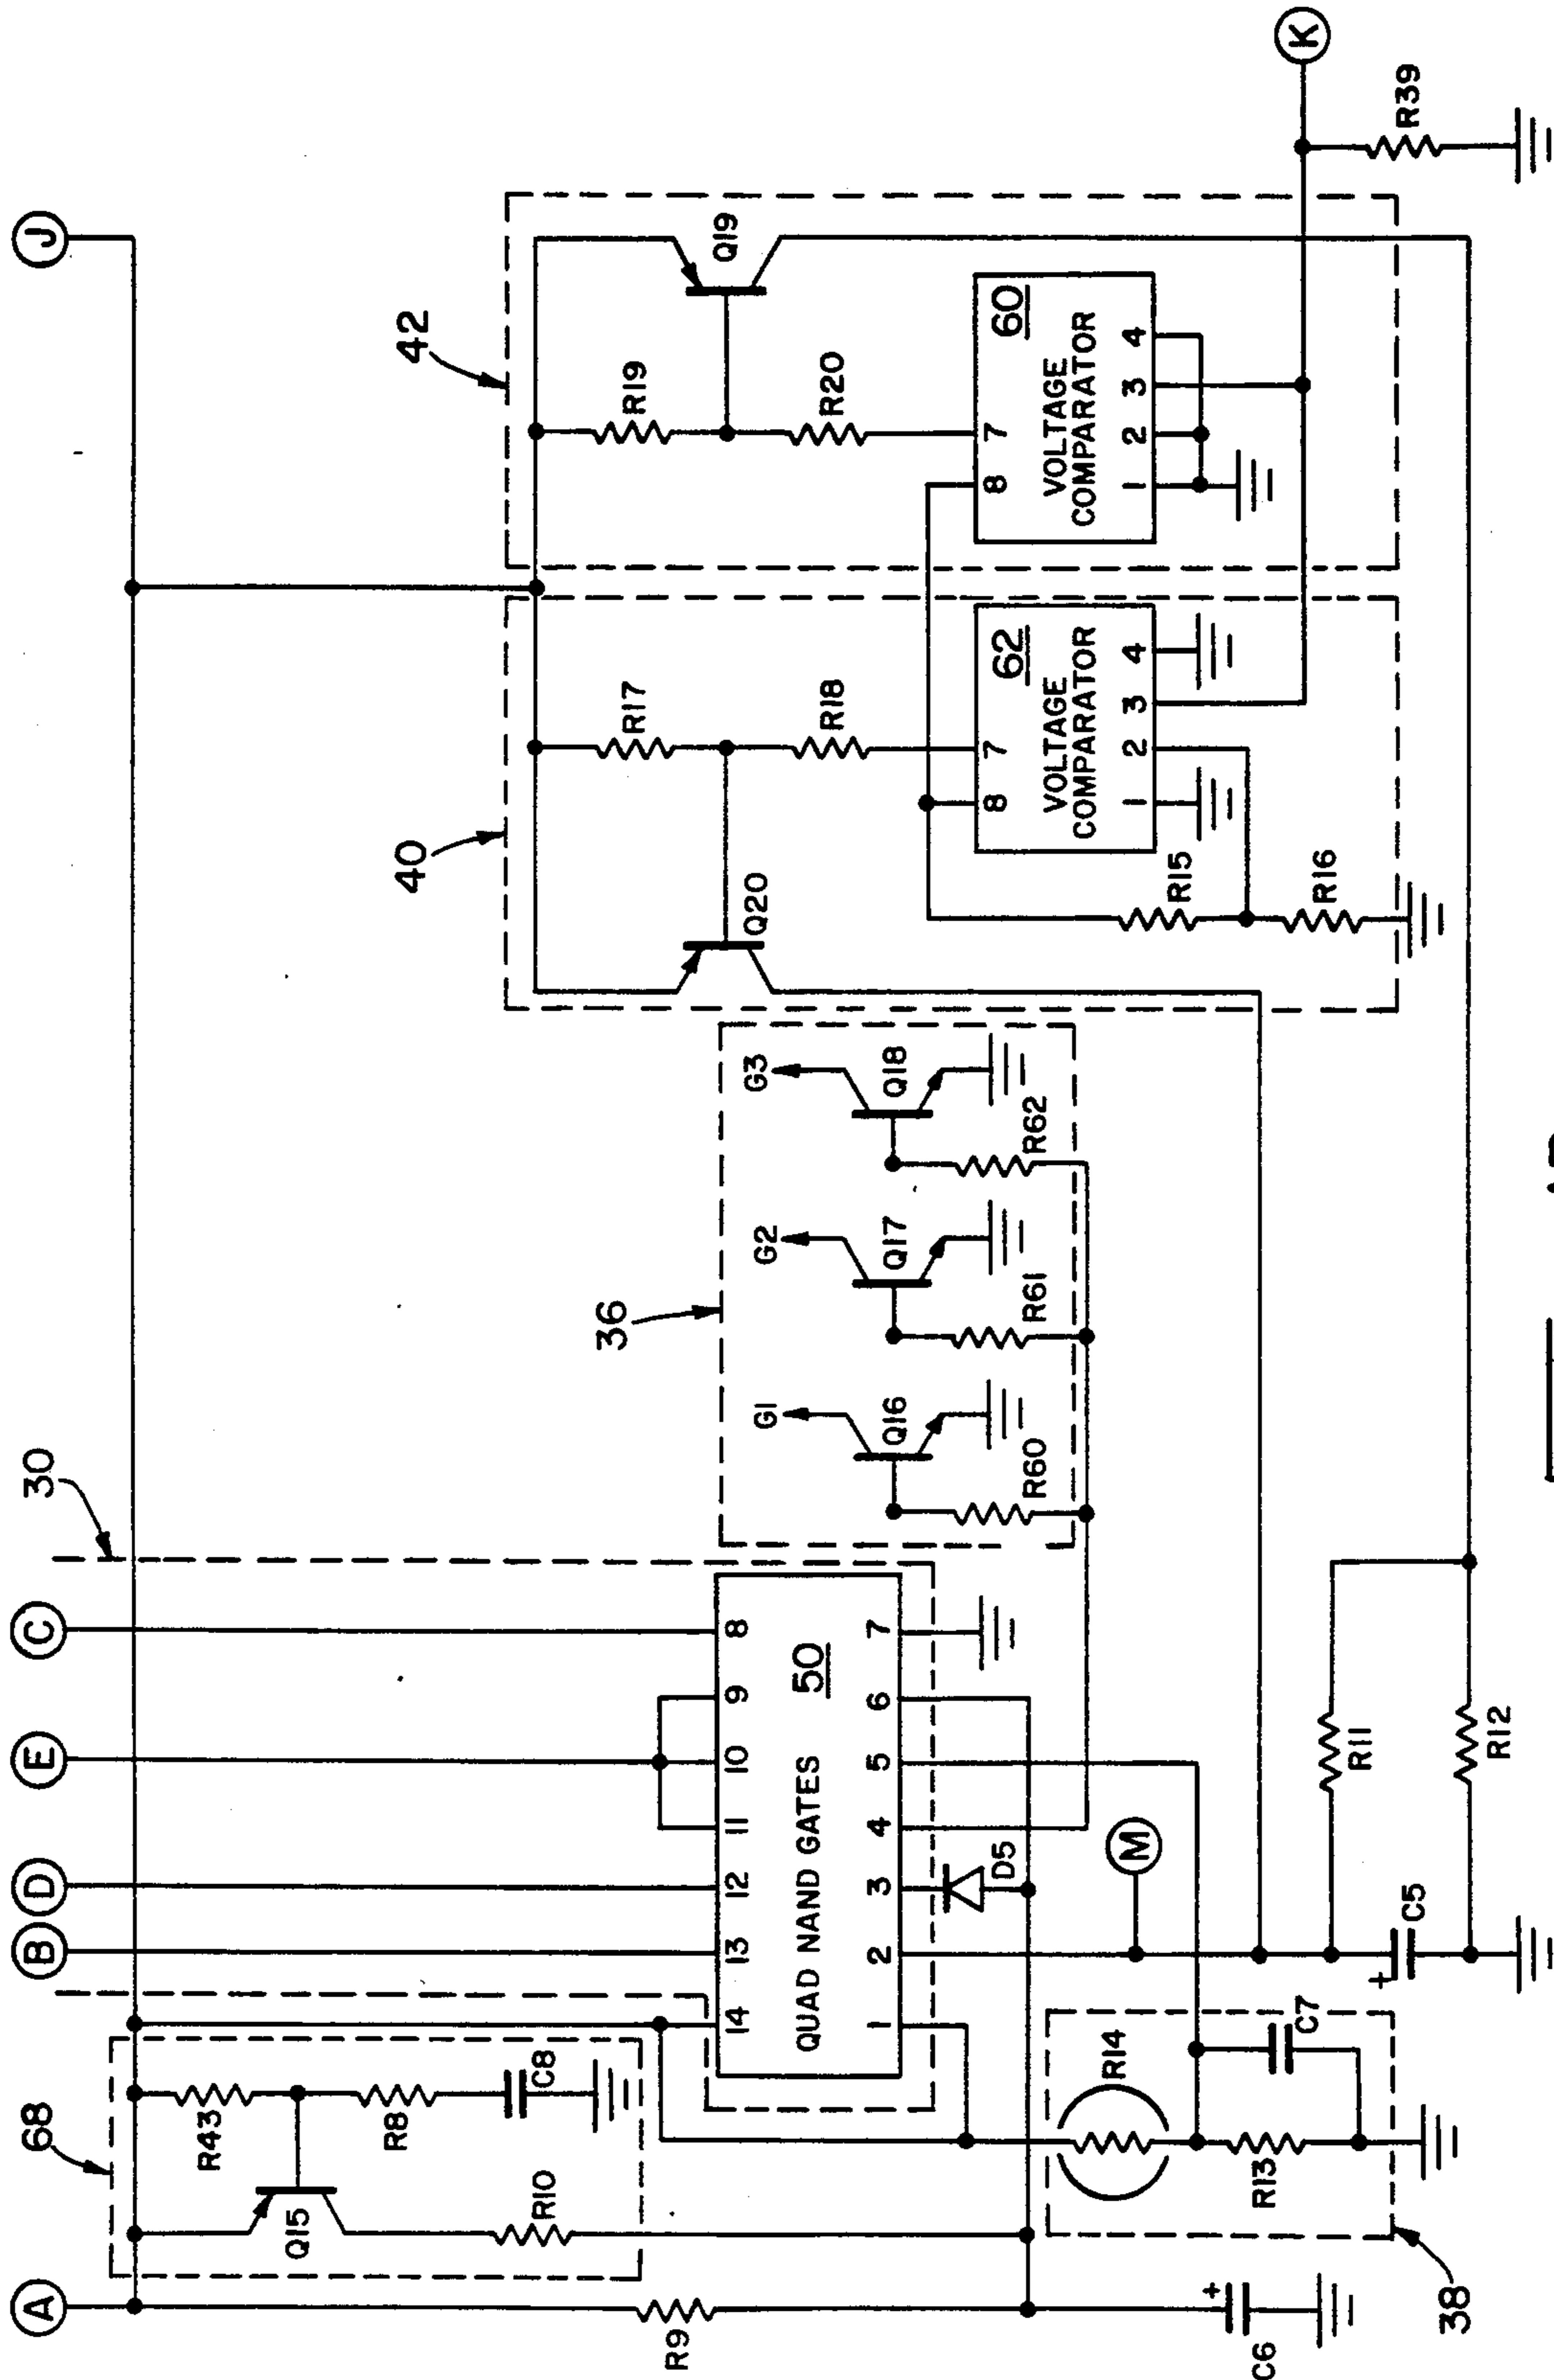 J
K
R39
42
Q19
R19
R20
60
VOLTAGE
COMPARATOR
8 7
1 2 3 4
40
R17
R18
Q20
62
VOLTAGE
COMPARATOR
8 7
1 2 3 4
R15
R16
36
G1
G2
G3
Q16
Q17
Q18
R60
R61
R62
30
A
B
D
E
C
14 13 12 11 10 9 8
QUAD NAND GATES
50
1 2 3 4 5 6 7
D5
M
R11
R12
+
C5
68
R43
R8
C8
Q15
R10
R9
+
C6
R14
R13
C7
38